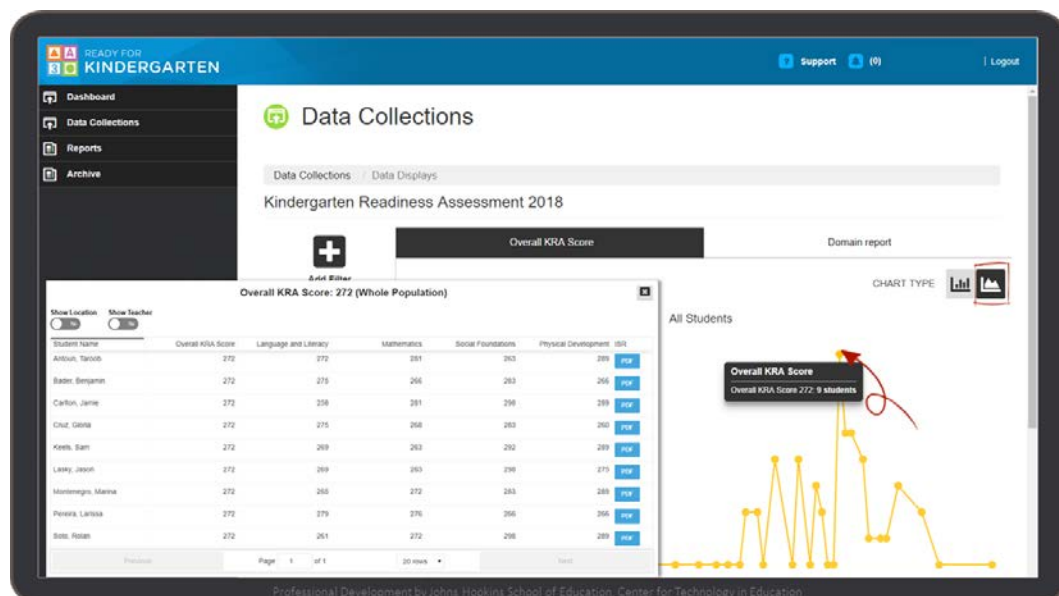 READY FOR
KINDERGARTEN
Support (0) | Logout
Dashboard
Data Collections
Reports
Archive
Data Collections
Data Collections / Data Displays
Kindergarten Readiness Assessment 2018
Add Filter
Overall KRA Score
Domain report
CHART TYPE
All Students
Overall KRA Score
Overall KRA Score 272: 9 students
Overall KRA Score: 272 (Whole Population)
Show Location Show Teacher
No No
Student Name Overall KRA Score Language and Literacy Mathematics Social Foundations Physical Development ISR
Antoun, Taroob 272 272 281 263 289 PDF
Bader, Benjamin 272 275 266 283 266 PDF
Carlton, Jamie 272 258 281 298 289 PDF
Cruz, Gloria 272 275 268 283 260 PDF
Keels, Sam 272 269 263 292 289 PDF
Lasky, Jason 272 269 263 298 275 PDF
Montenegro, Marina 272 265 272 283 289 PDF
Pereira, Larissa 272 279 276 266 266 PDF
Soto, Rolan 272 261 272 298 289 PDF
Previous Page 1 of 1 20 rows Next
Professional Development by Johns Hopkins School of Education, Center for Technology in Education